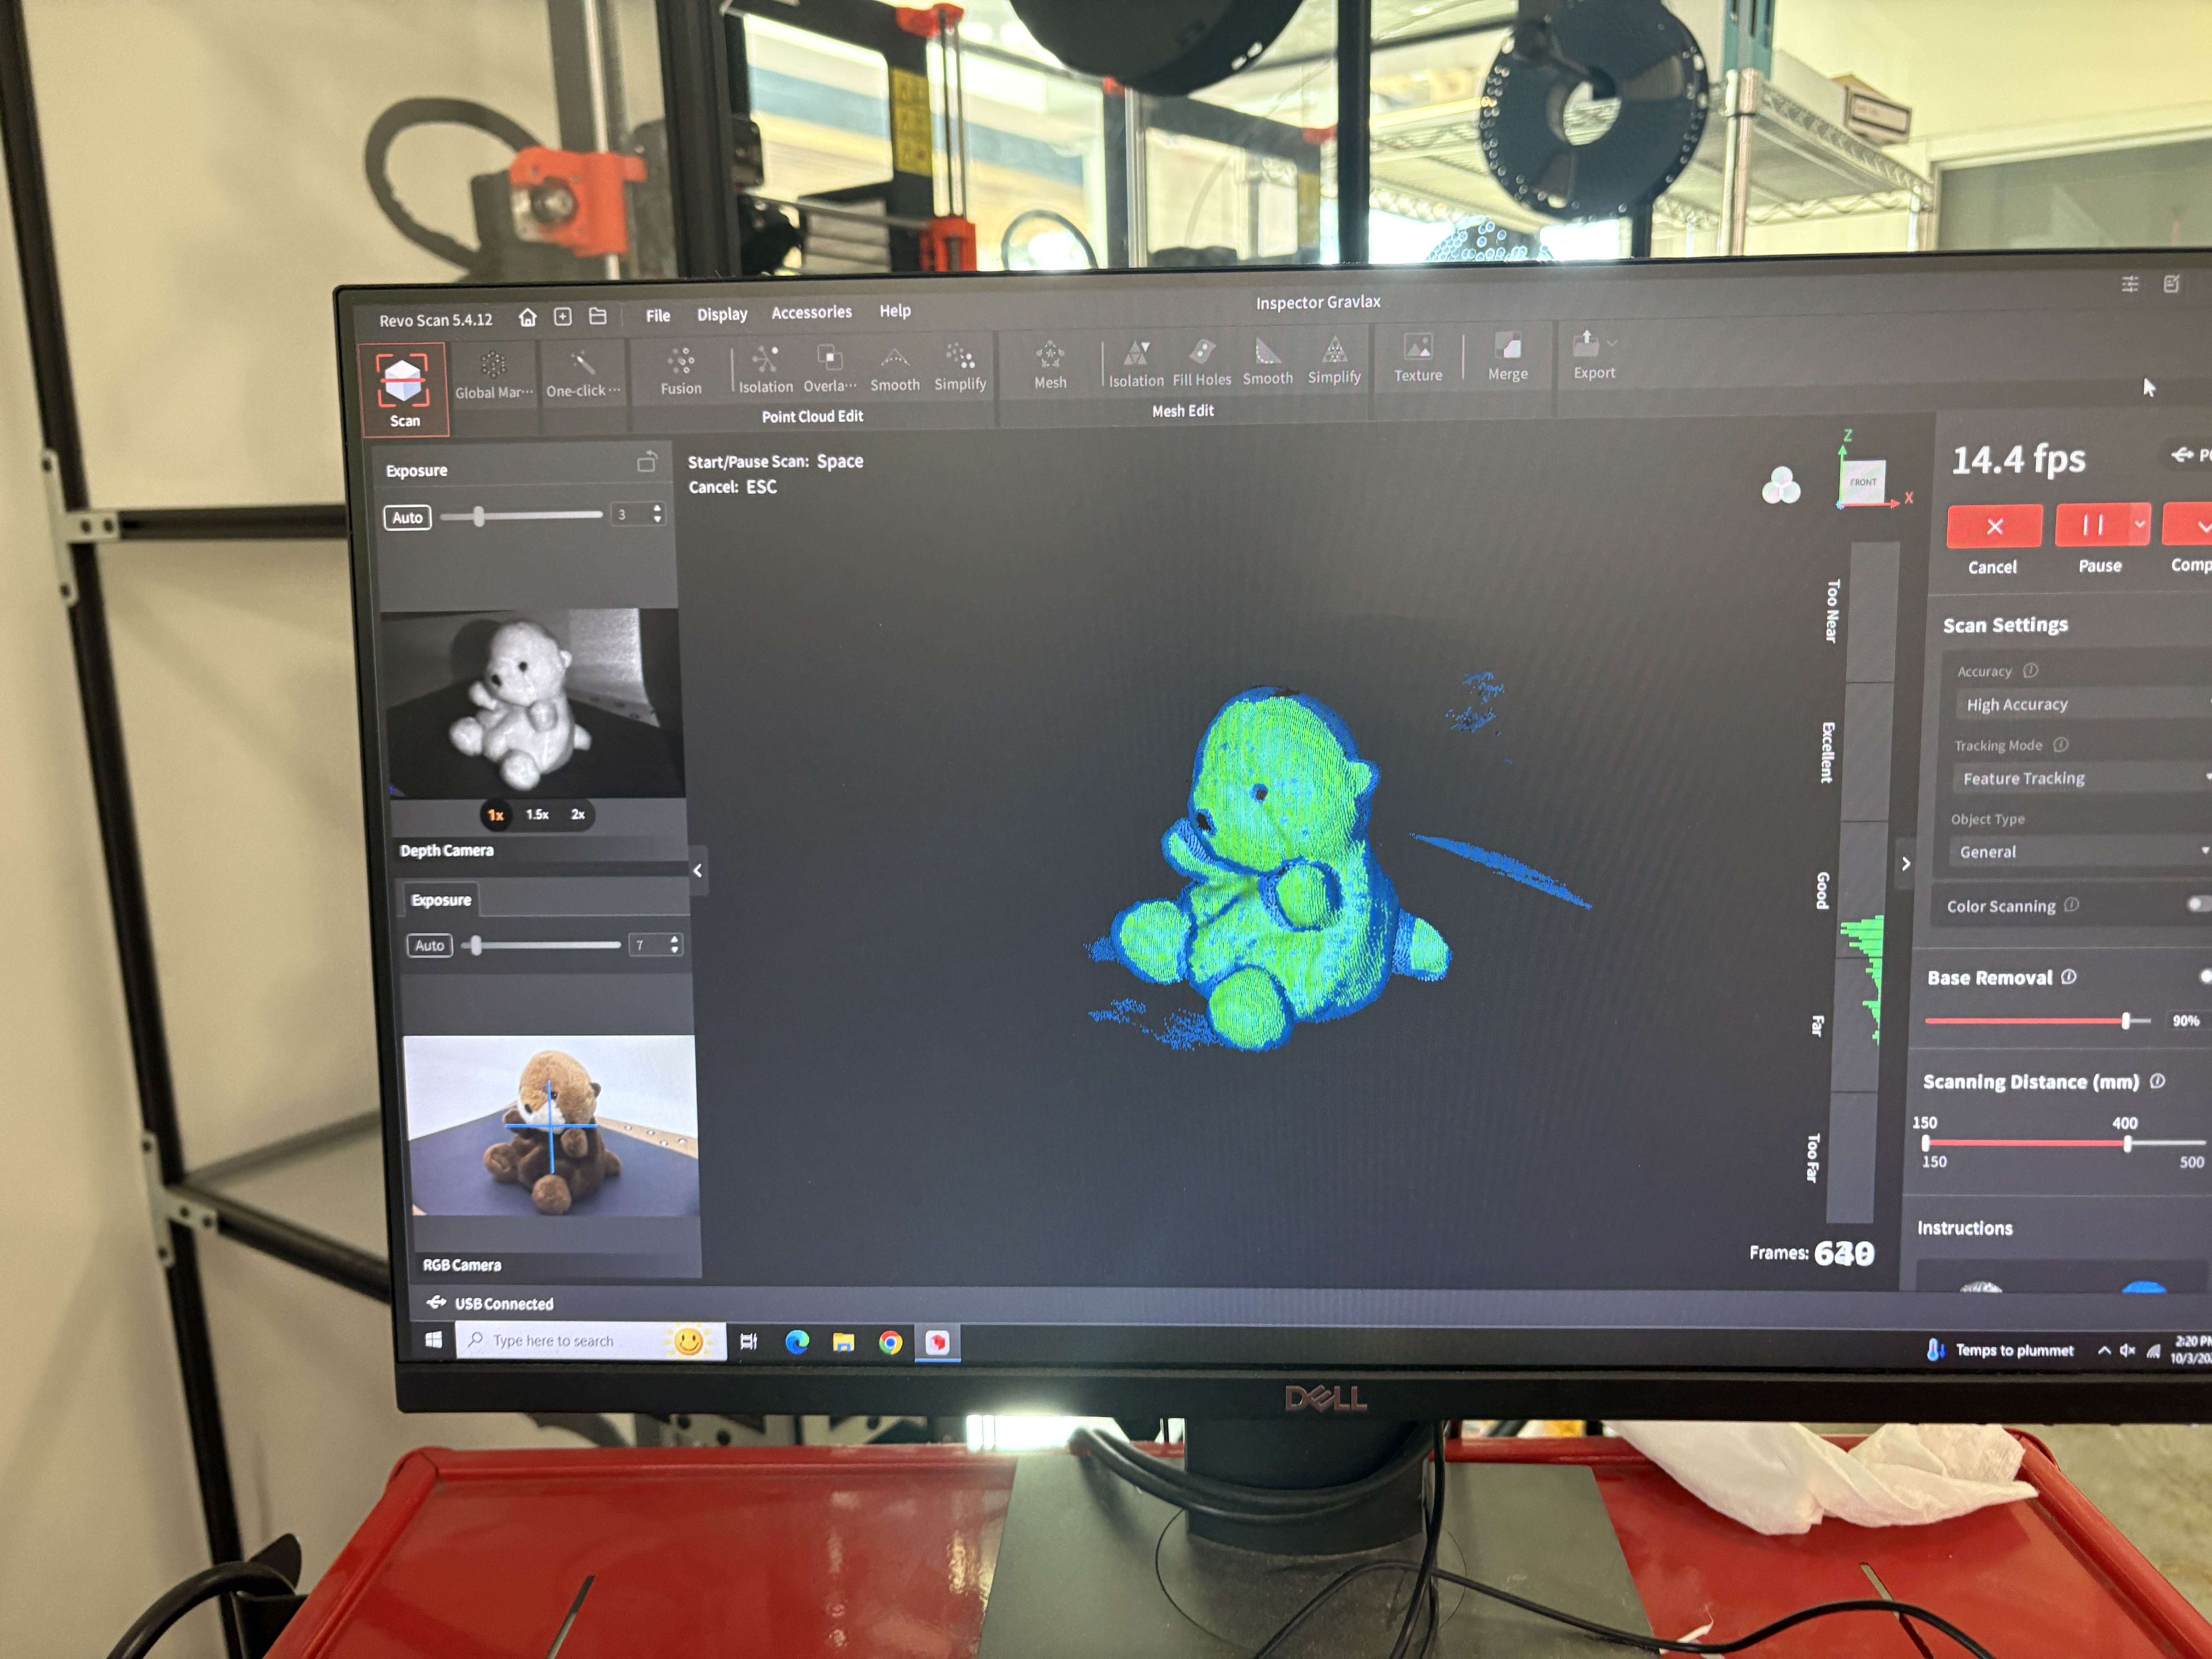 Inspector Gravlax
Revo Scan 5.4.12
File Display Accessories Help
Scan
Global Mar···
One-click ···
Fusion
Isolation Overla··· Smooth Simplify
Point Cloud Edit
Mesh
Isolation Fill Holes Smooth Simplify
Mesh Edit
Texture
Merge
Export
Exposure
Auto
3
1x 1.5x 2x
Depth Camera
Exposure
Auto
7
RGB Camera
USB Connected
Start/Pause Scan: Space
Cancel: ESC
Z
FRONT
X
Too Near
Excellent
Good
Far
Too Far
Frames:
14.4 fps
Cancel
Pause
Comp
Scan Settings
Accuracy
High Accuracy
Tracking Mode
Feature Tracking
Object Type
General
Color Scanning
Base Removal
90%
Scanning Distance (mm)
150 400
150 500
Instructions
Type here to search
Temps to plummet
2:20 PM
10/3/20
DELL